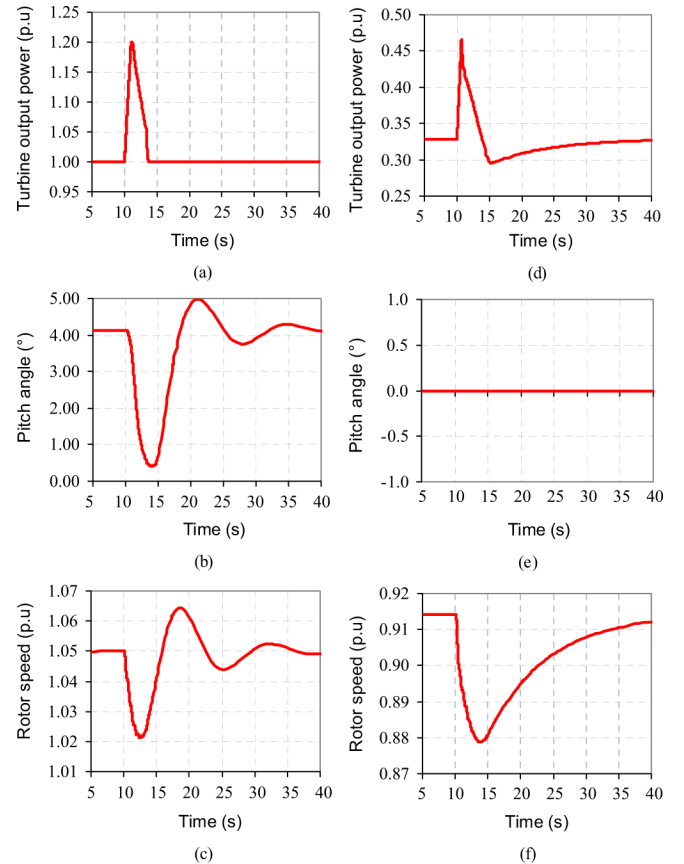 Turbine output power (p.u)
1.25
1.20
1.15
1.10
1.05
1.00
0.95
5 10 15 20 25 30 35 40
Time (s)
(a)
Turbine output power (p.u)
0.50
0.45
0.40
0.35
0.30
0.25
5 10 15 20 25 30 35 40
Time (s)
(d)
Pitch angle (°)
5.00
4.00
3.00
2.00
1.00
0.00
5 10 15 20 25 30 35 40
Time (s)
(b)
Pitch angle (°)
1.0
0.5
0.0
-0.5
-1.0
5 10 15 20 25 30 35 40
Time (s)
(e)
Rotor speed (p.u)
1.07
1.06
1.05
1.04
1.03
1.02
1.01
5 10 15 20 25 30 35 40
Time (s)
(c)
Rotor speed (p.u)
0.92
0.91
0.90
0.89
0.88
0.87
5 10 15 20 25 30 35 40
Time (s)
(f)